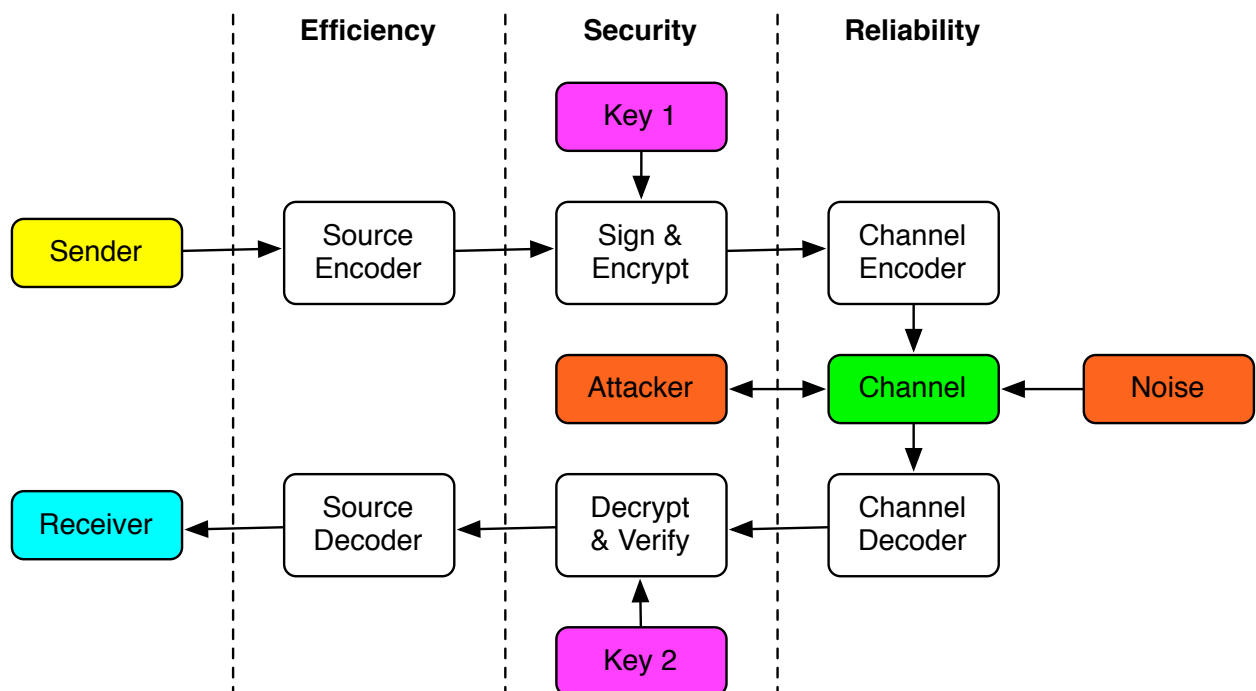 Efficiency
Security
Reliability
Key 1
Sender
Source
Encoder
Sign &
Encrypt
Channel
Encoder
Attacker
Channel
Noise
Receiver
Source
Decoder
Decrypt
& Verify
Channel
Decoder
Key 2